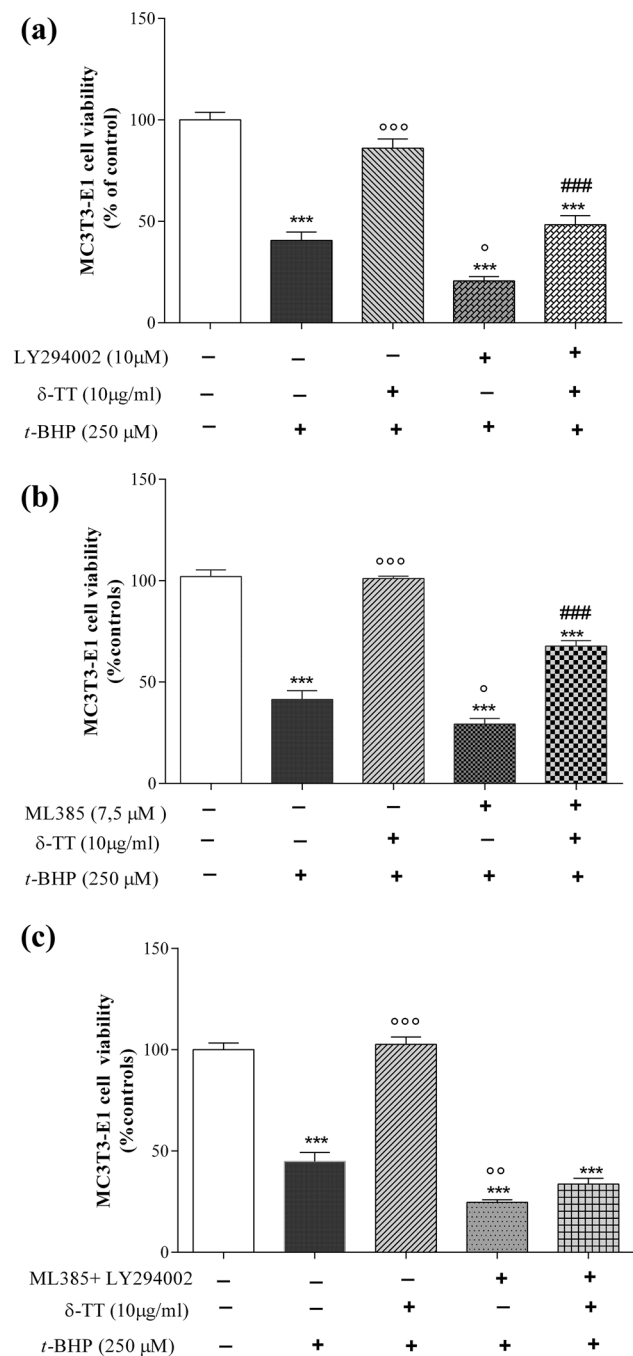 (a)
MC3T3-E1 cell viability
(% of control)
150
100
50
0
***
°°°
°
***
###
***
LY294002 (10µM) – – – + +
δ-TT (10µg/ml) – – + – +
t-BHP (250 µM) – + + + +
(b)
MC3T3-E1 cell viability
(%controls)
150
100
50
0
***
°°°
°
***
###
***
ML385 (7,5 µM ) – – – + +
δ-TT (10µg/ml) – – + – +
t-BHP (250 µM) – + + + +
(c)
MC3T3-E1 cell viability
(%controls)
150
100
50
0
***
°°°
°°
***
***
ML385+ LY294002 – – – + +
δ-TT (10µg/ml) – – + – +
t-BHP (250 µM) – + + + +